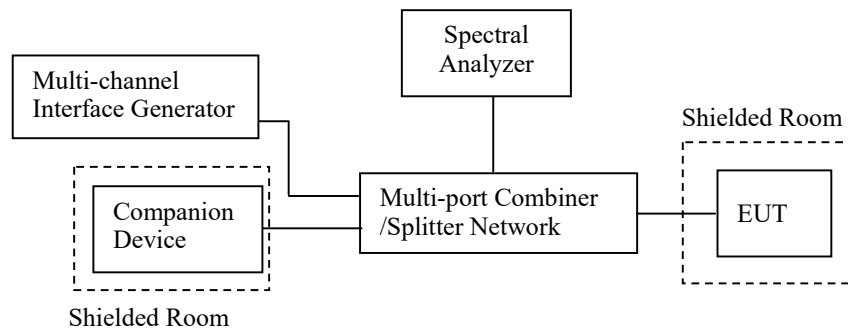 Spectral
Analyzer
Multi-channel
Interface Generator
Shielded Room
Companion
Device
Multi-port Combiner
/Splitter Network
EUT
Shielded Room